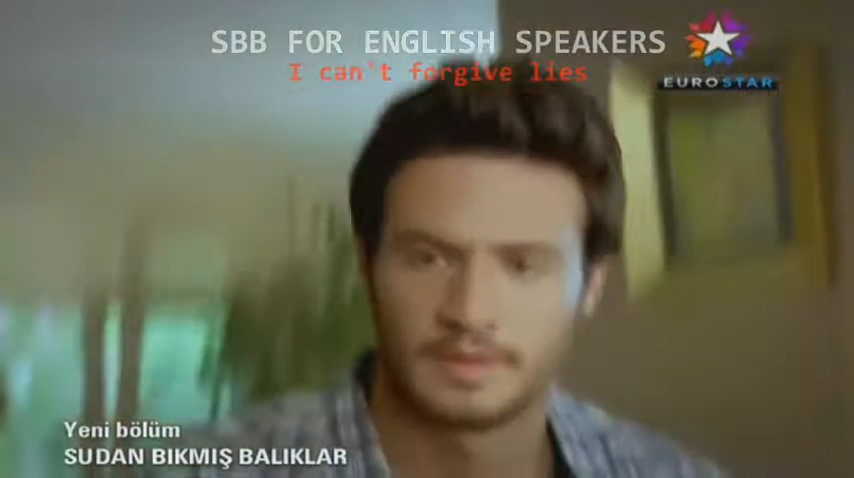 SBB FOR ENGLISH SPEAKERS
I can't forgive lies
EUROSTAR
Yeni bölüm
SUDAN BIKMIŞ BALIKLAR